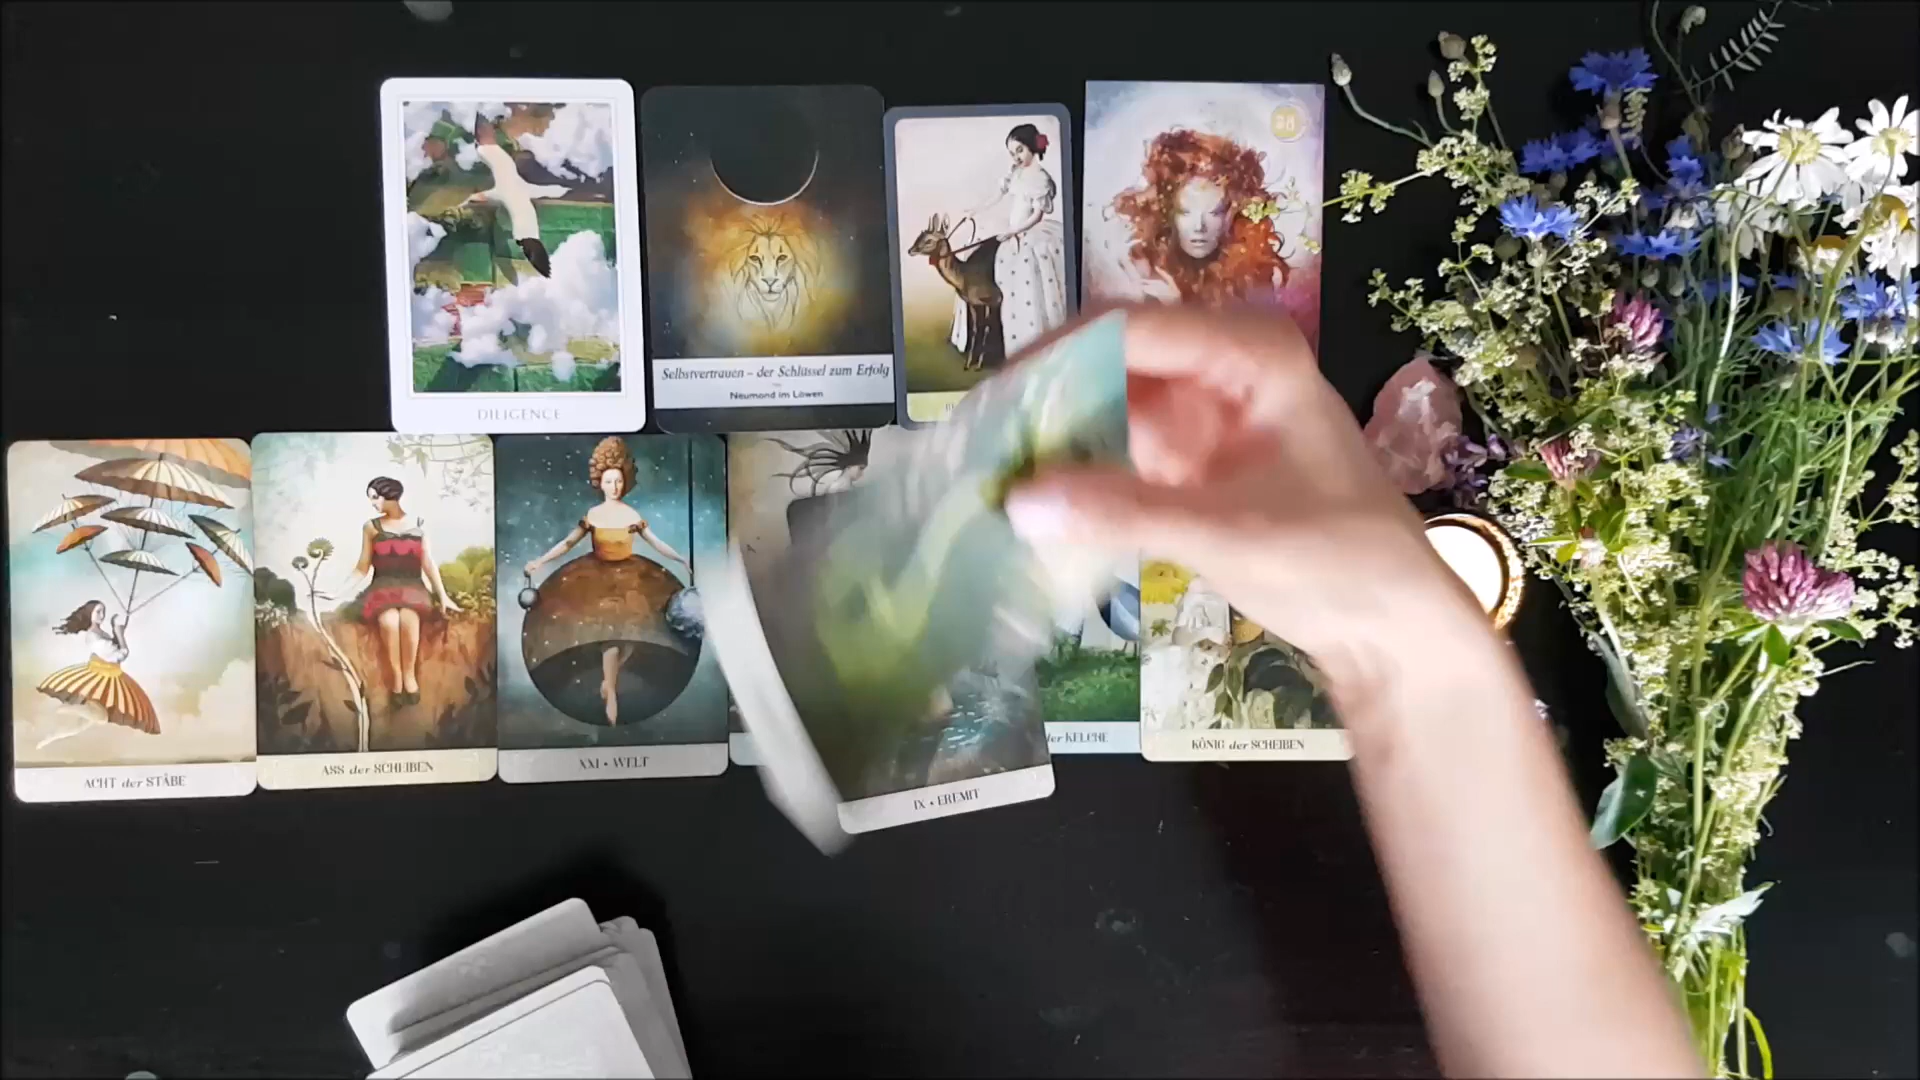 DILIGENCE
Selbstvertrauen – der Schlüssel zum Erfolg
Neumond im Löwen
ACHT der STÄBE
ASS der SCHEIBEN
XXI • WELT
IX • EREMIT
der KELCHE
KÖNIG der SCHEIBEN